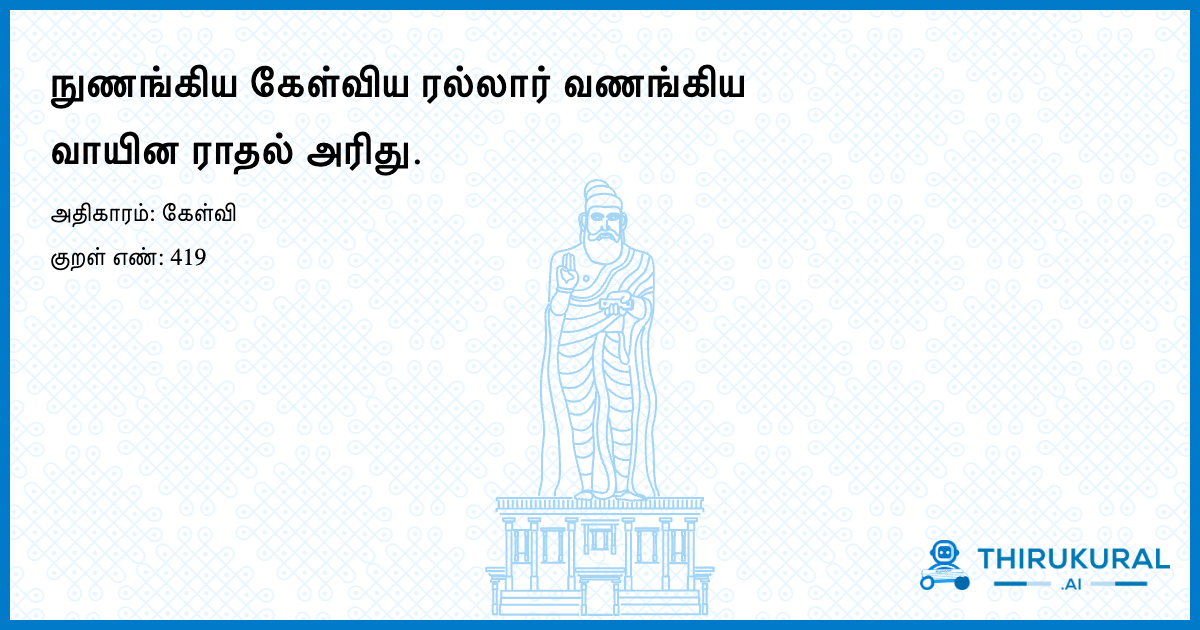 நுணங்கிய கேள்விய ரல்லார் வணங்கிய
வாயின ராதல் அரிது.
அதிகாரம்: கேள்வி
குறள் எண்: 419
THIRUKURAL
.AI